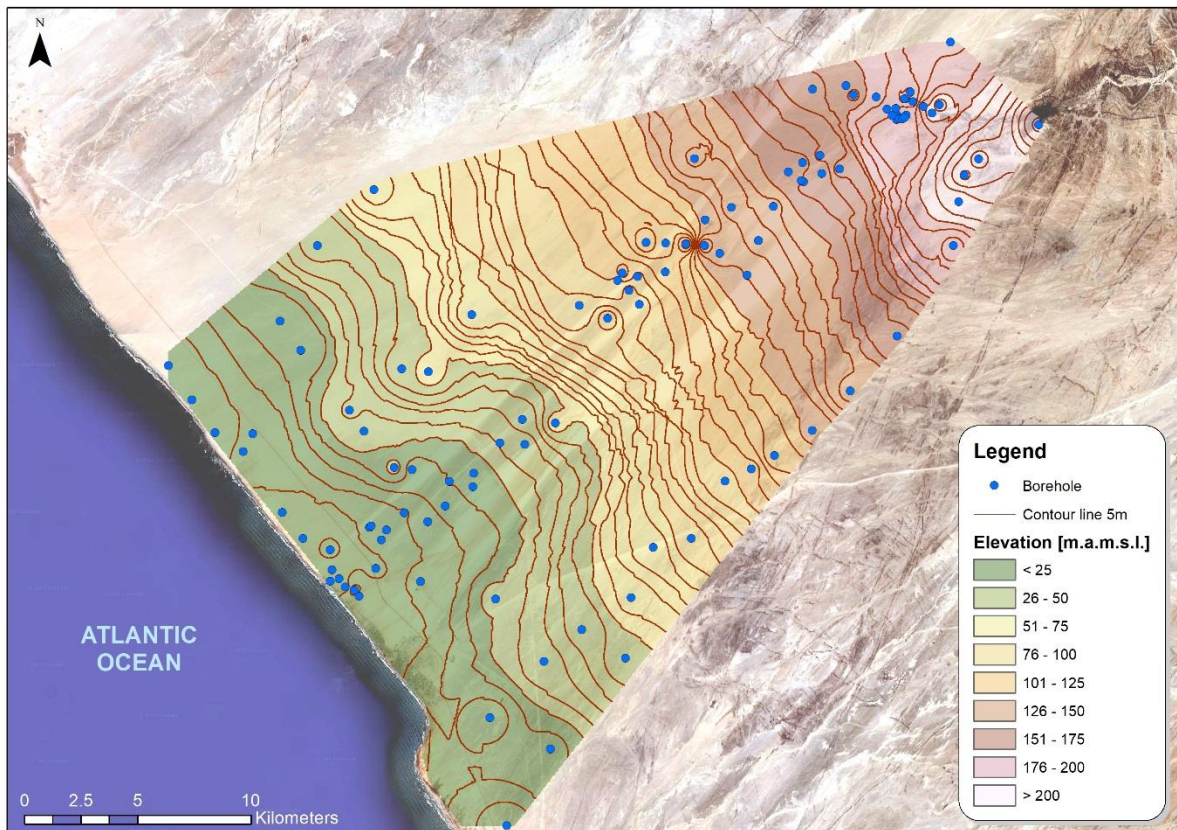 N
ATLANTIC
OCEAN
0 2.5 5 10
Kilometers
Legend
Borehole
Contour line 5m
Elevation [m.a.m.s.l.]
< 25
26 - 50
51 - 75
76 - 100
101 - 125
126 - 150
151 - 175
176 - 200
> 200